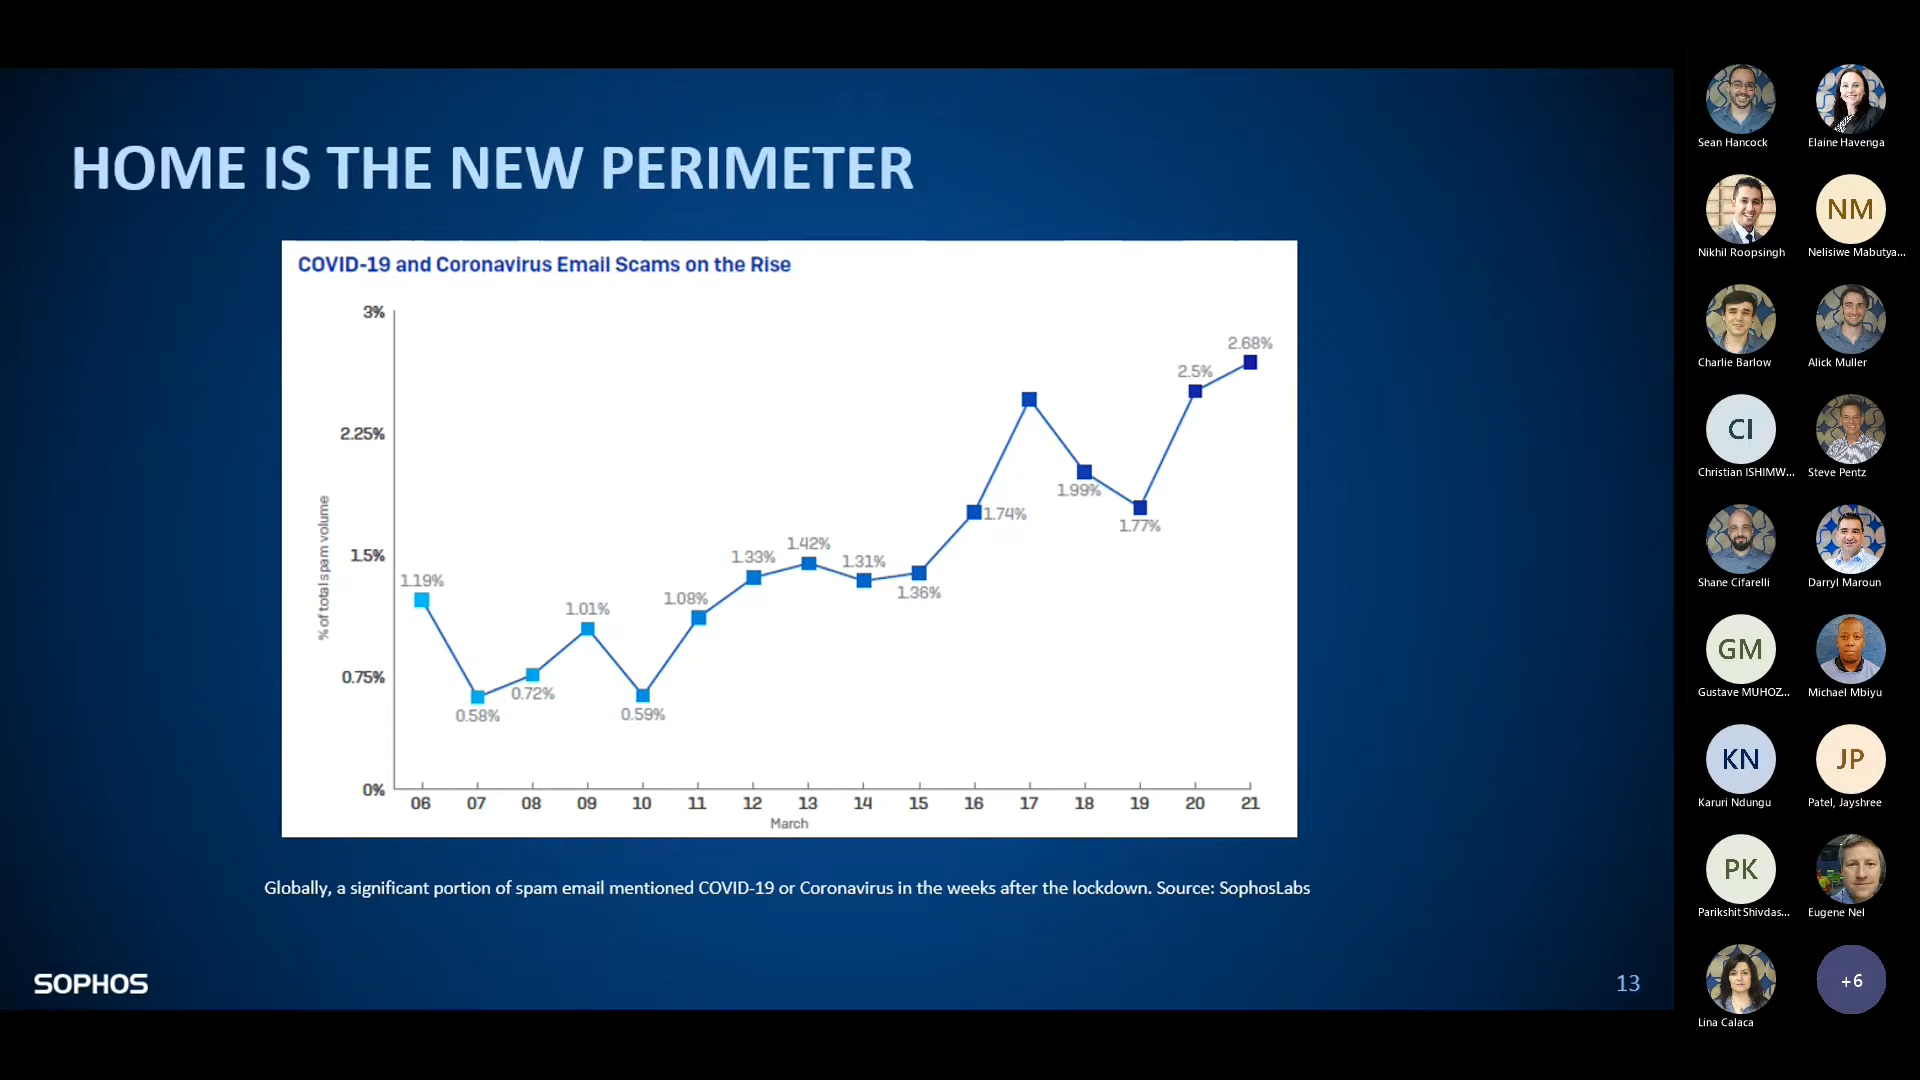 HOME IS THE NEW PERIMETER
COVID-19 and Coronavirus Email Scams on the Rise
3%
2.25%
1.5%
0.75%
0%
% of total spam volume
1.19%
0.58%
0.72%
1.01%
0.59%
1.08%
1.33%
1.42%
1.31%
1.36%
1.74%
1.99%
1.77%
2.5%
2.68%
06 07 08 09 10 11 12 13 14 15 16 17 18 19 20 21
March
Globally, a significant portion of spam email mentioned COVID-19 or Coronavirus in the weeks after the lockdown. Source: SophosLabs
SOPHOS
13
Sean Hancock
Elaine Havenga
Nikhil Roopsingh
NM
Nelisiwe Mabutya...
Charlie Barlow
Alick Muller
CI
Christian ISHIMW...
Steve Pentz
Shane Cifarelli
Darryl Maroun
GM
Gustave MUHOZ...
Michael Mbiyu
KN
Karuri Ndungu
JP
Patel, Jayshree
PK
Parikshit Shivdas...
Eugene Nel
Lina Calaca
+6